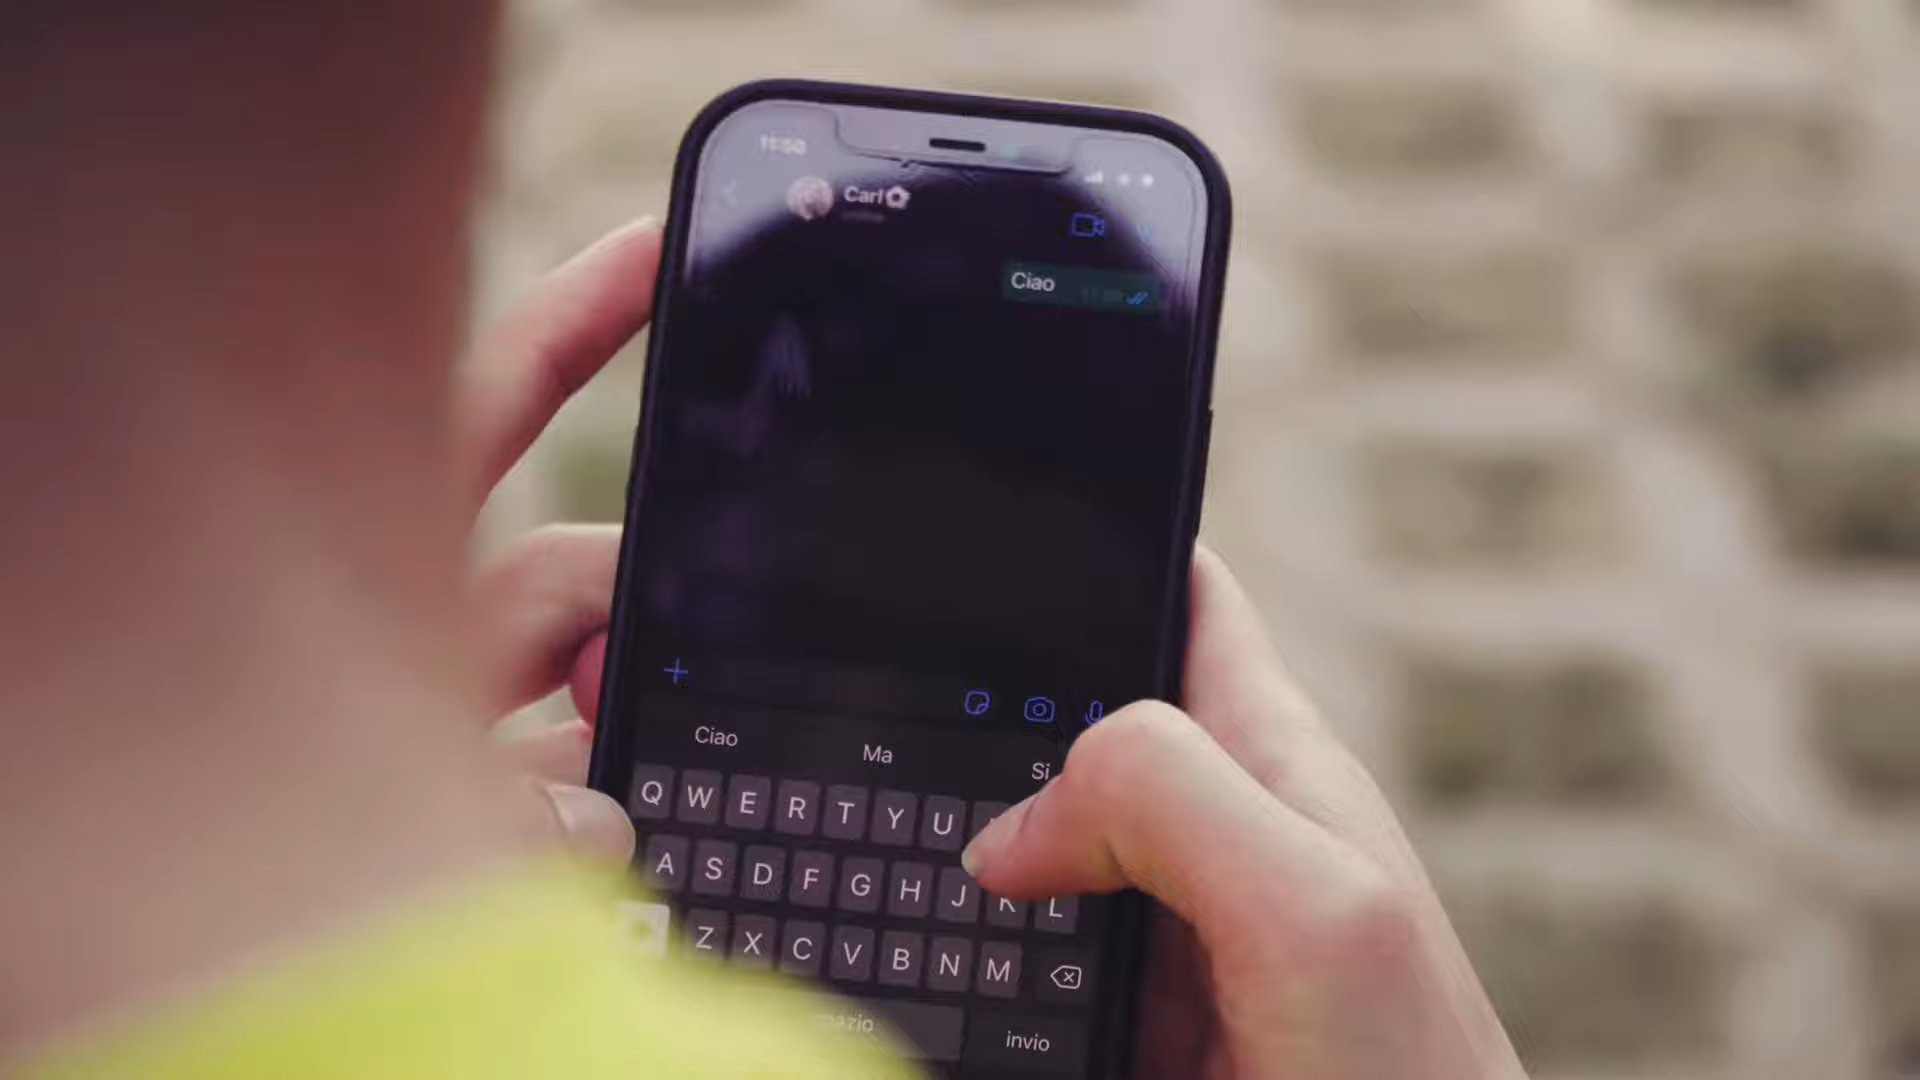 Carl
Ciao
Ciao Ma Si
Q W E R T Y U
A S D F G H J K L
Z X C V B N M
invio